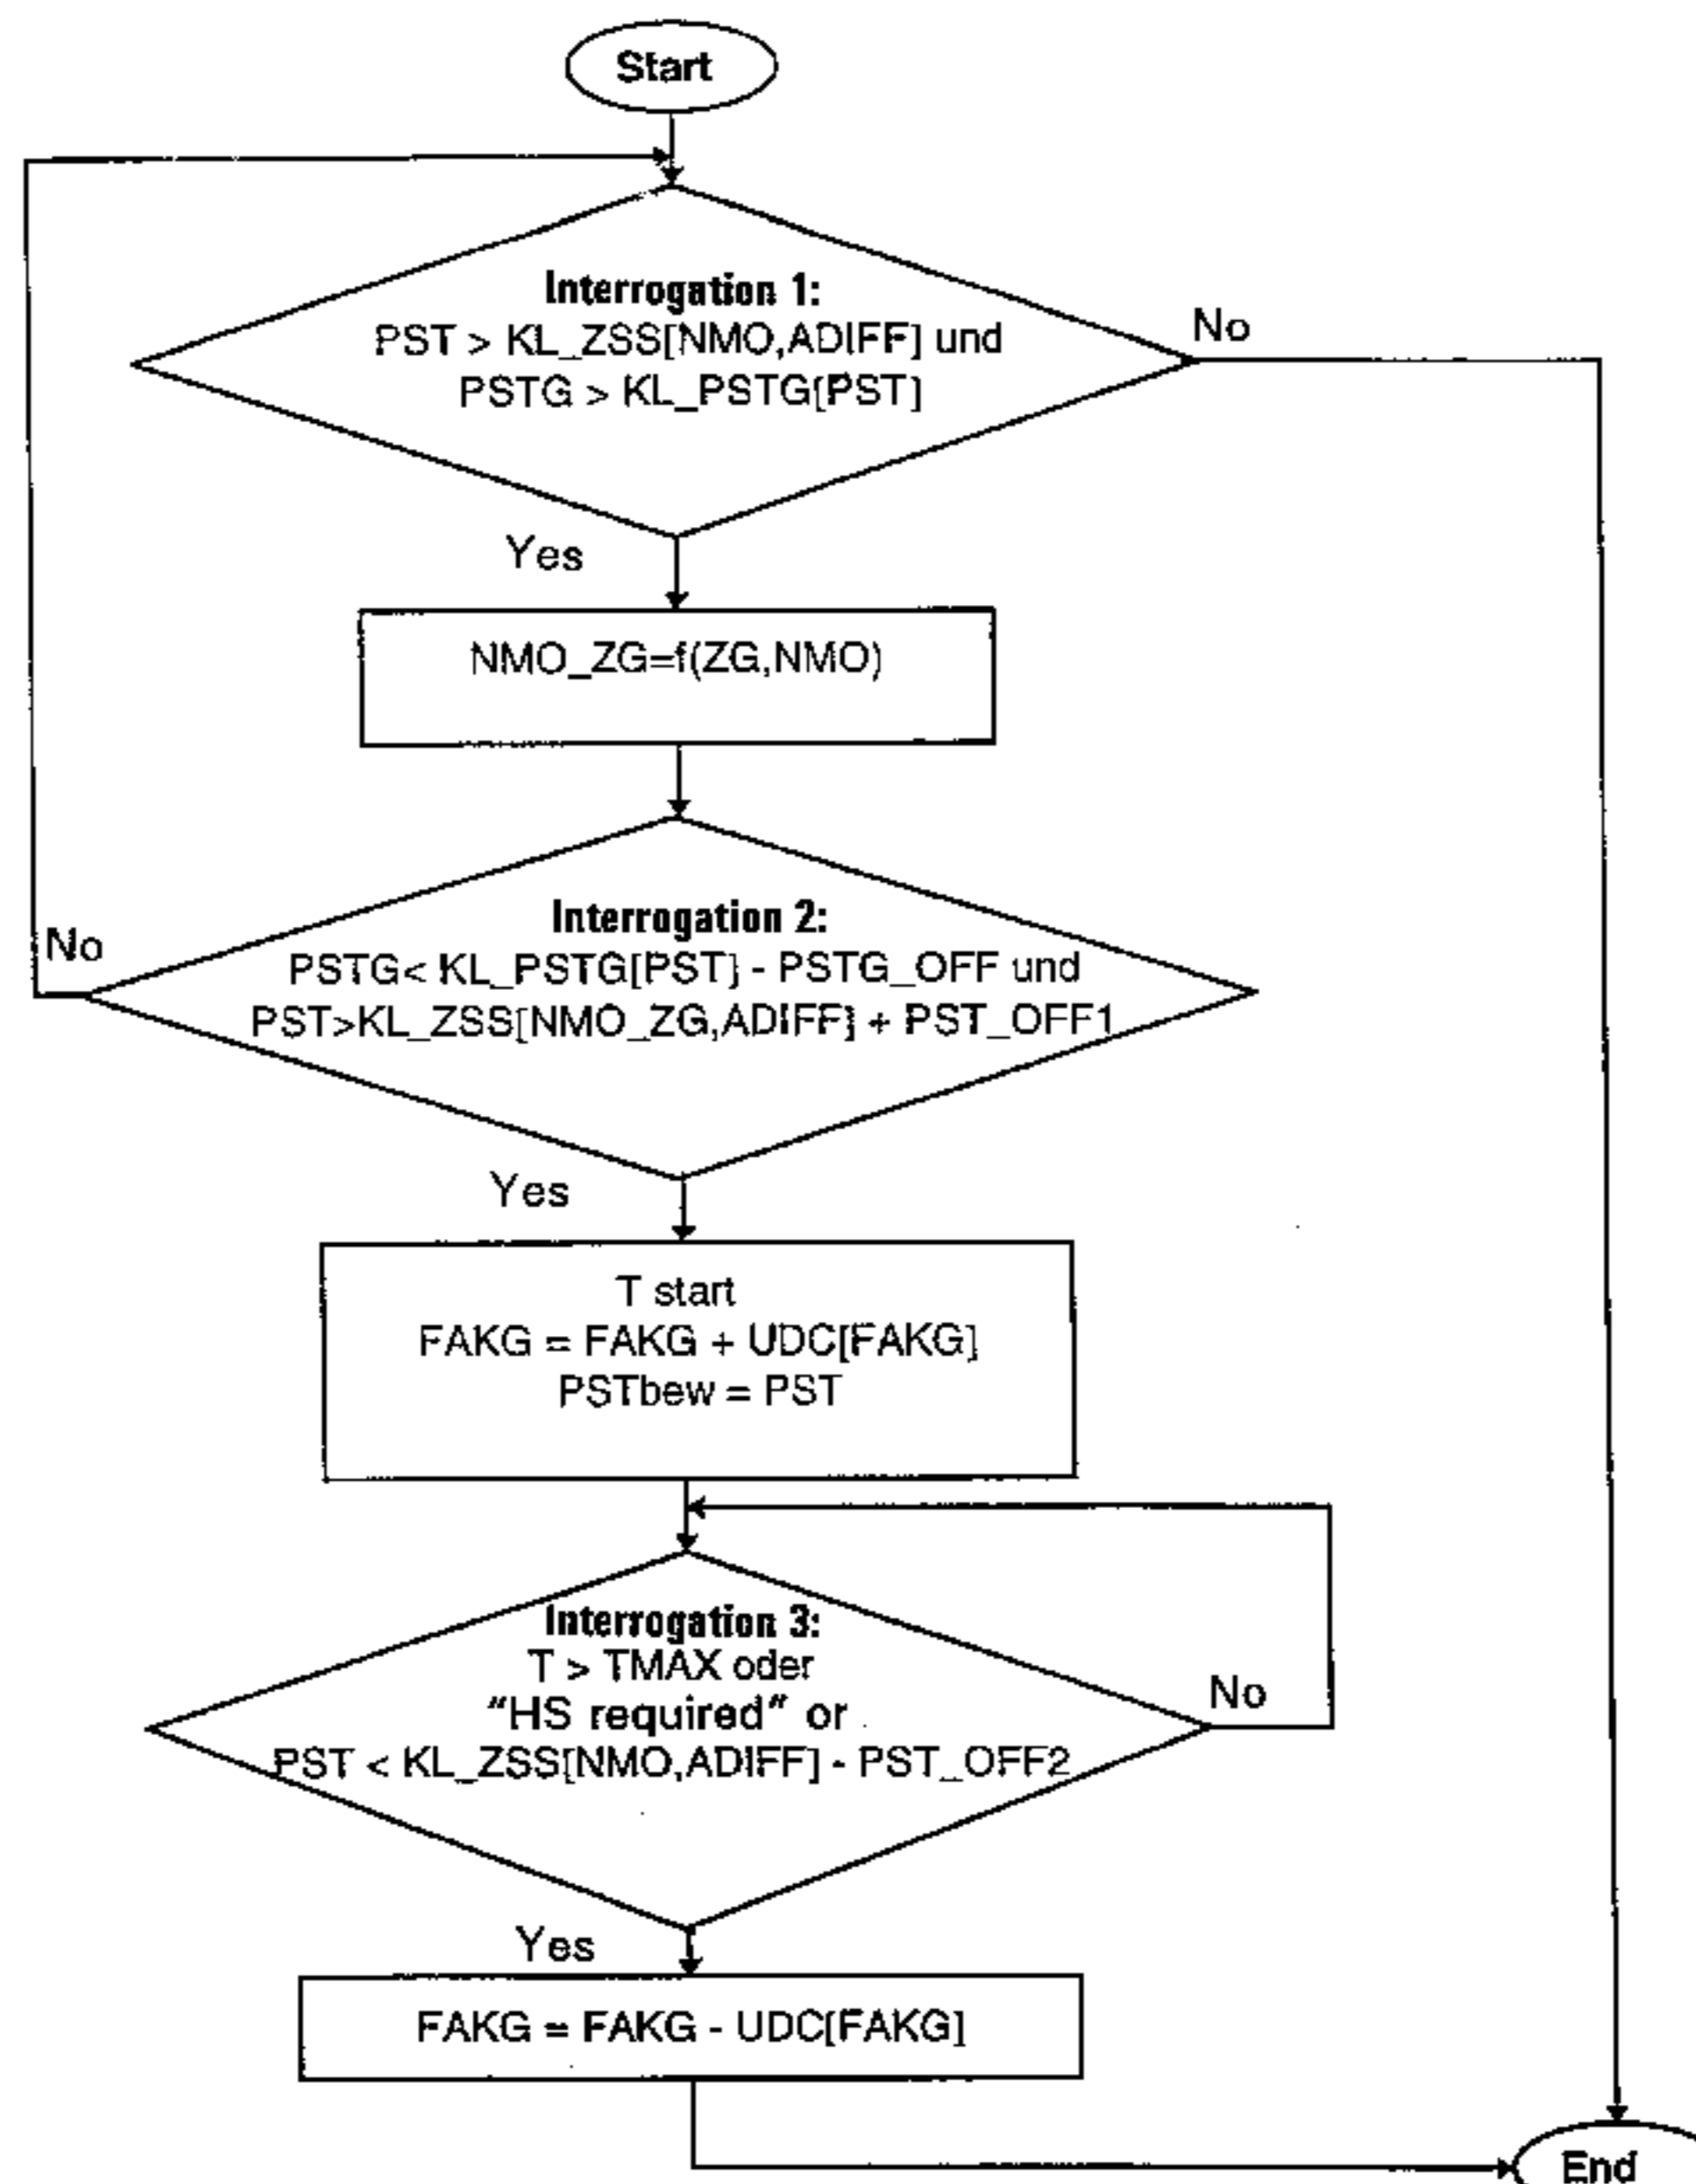 Start
Interrogation 1:
PST > KL_ZSS[NMO,ADIFF] und
PSTG > KL_PSTG[PST]
No
Yes
NMO_ZG=f(ZG,NMO)
Interrogation 2:
PSTG< KL_PSTG[PST] - PSTG_OFF und
PST>KL_ZSS[NMO_ZG,ADIFF] + PST_OFF1
No
Yes
T start
FAKG = FAKG + UDC[FAKG]
PSTbew = PST
Interrogation 3:
T > TMAX oder
"HS required" or
PST < KL_ZSS[NMO,ADIFF] - PST_OFF2
No
Yes
FAKG = FAKG - UDC[FAKG]
End